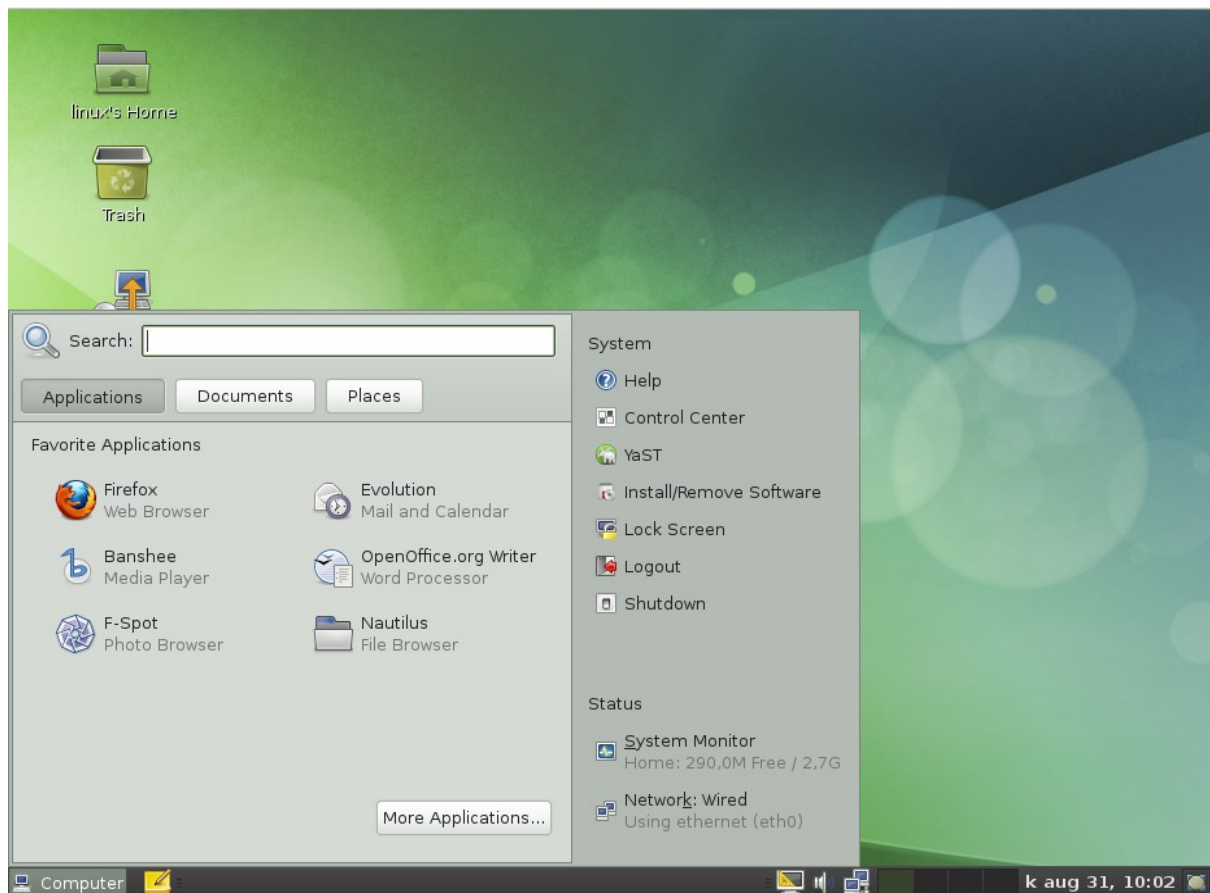 linux's Home
Trash
Search:
Applications Documents Places
Favorite Applications
Firefox
Web Browser
Evolution
Mail and Calendar
Banshee
Media Player
OpenOffice.org Writer
Word Processor
F-Spot
Photo Browser
Nautilus
File Browser
More Applications...
System
Help
Control Center
YaST
Install/Remove Software
Lock Screen
Logout
Shutdown
Status
System Monitor
Home: 290,0M Free / 2,7G
Network: Wired
Using ethernet (eth0)
Computer
k aug 31, 10:02